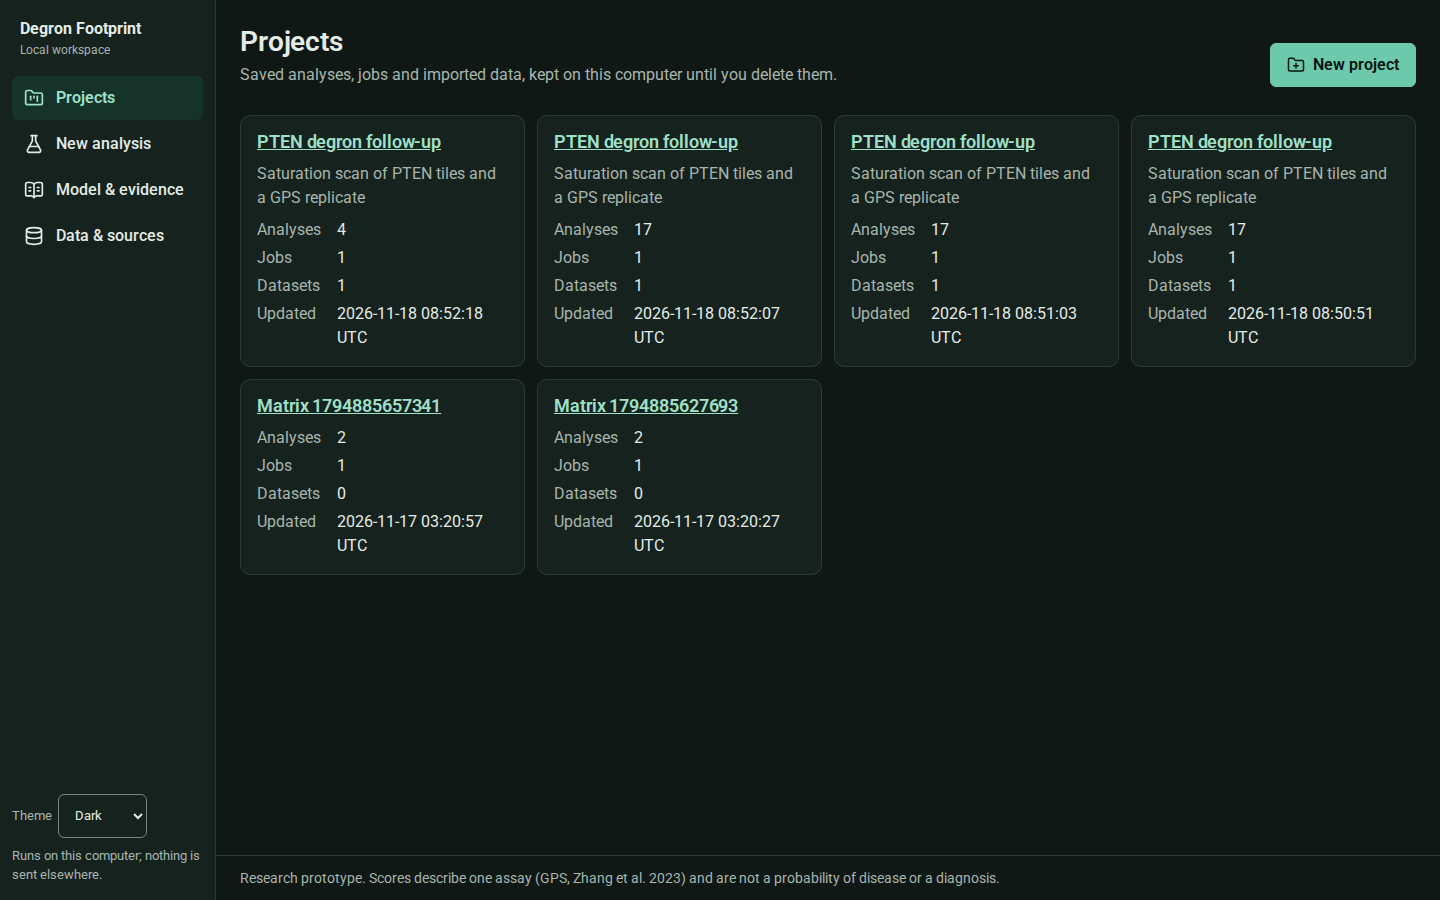 Degron Footprint
Local workspace
Projects
New analysis
Model & evidence
Data & sources
Theme
Dark
Runs on this computer; nothing is
sent elsewhere.
Projects
Saved analyses, jobs and imported data, kept on this computer until you delete them.
New project
PTEN degron follow-up
Saturation scan of PTEN tiles and
a GPS replicate
Analyses 4
Jobs 1
Datasets 1
Updated 2026-11-18 08:52:18
UTC
PTEN degron follow-up
Saturation scan of PTEN tiles and
a GPS replicate
Analyses 17
Jobs 1
Datasets 1
Updated 2026-11-18 08:52:07
UTC
PTEN degron follow-up
Saturation scan of PTEN tiles and
a GPS replicate
Analyses 17
Jobs 1
Datasets 1
Updated 2026-11-18 08:51:03
UTC
PTEN degron follow-up
Saturation scan of PTEN tiles and
a GPS replicate
Analyses 17
Jobs 1
Datasets 1
Updated 2026-11-18 08:50:51
UTC
Matrix 1794885657341
Analyses 2
Jobs 1
Datasets 0
Updated 2026-11-17 03:20:57
UTC
Matrix 1794885627693
Analyses 2
Jobs 1
Datasets 0
Updated 2026-11-17 03:20:27
UTC
Research prototype. Scores describe one assay (GPS, Zhang et al. 2023) and are not a probability of disease or a diagnosis.